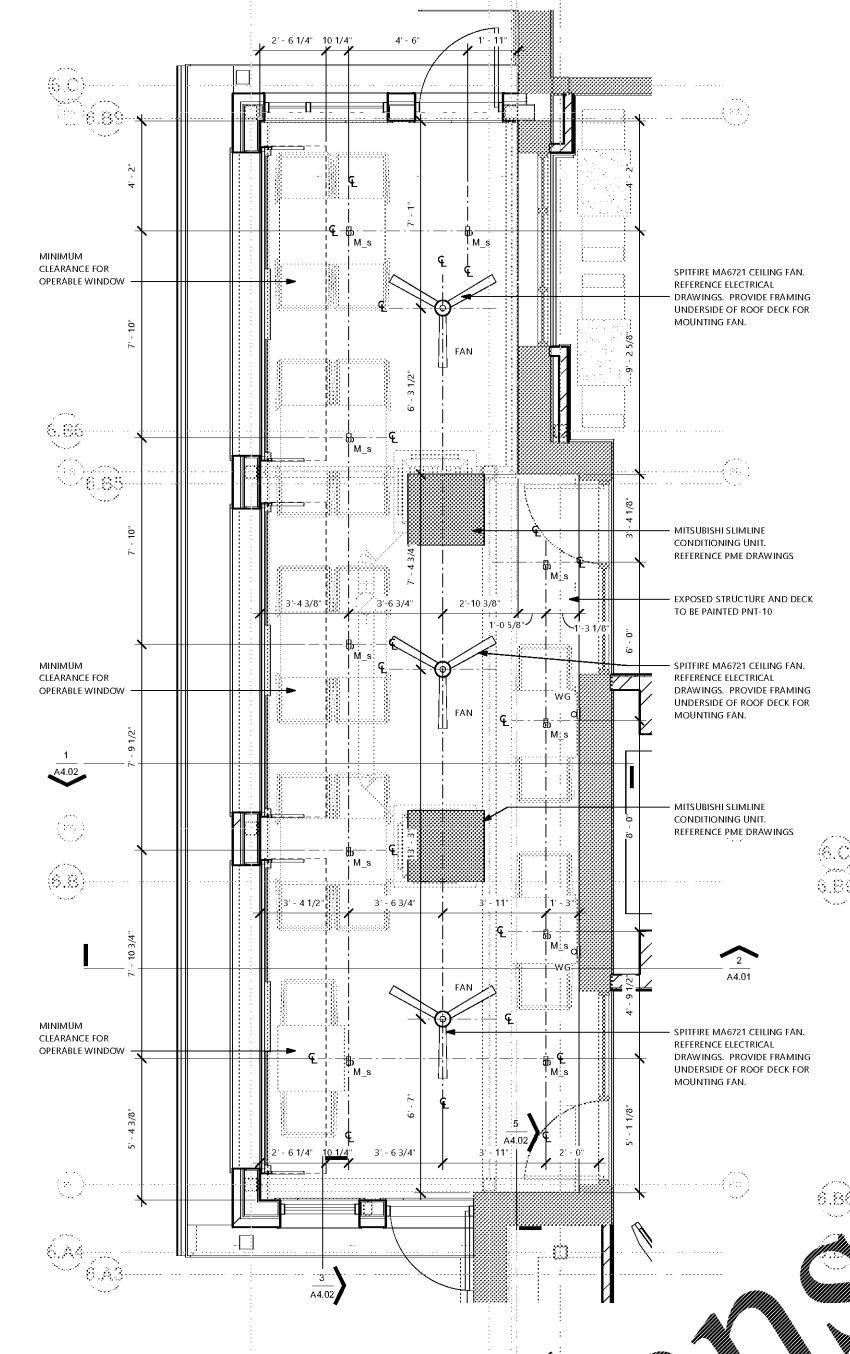 2' - 6 1/4"
10 1/4"
4' - 6"
1' - 11"
6.C
6.B9
4' - 2"
7' - 1"
4' - 2"
M_s
M_s
MINIMUM
CLEARANCE FOR
OPERABLE WINDOW
SPITFIRE MA6721 CEILING FAN.
REFERENCE ELECTRICAL
DRAWINGS. PROVIDE FRAMING
UNDERSIDE OF ROOF DECK FOR
MOUNTING FAN.
7' - 10"
FAN
9' - 2 5/8"
6' - 3 1/2"
6.B6
M_s
6.B5
7' - 10"
3' - 4 1/8"
MITSUBISHI SLIMLINE
CONDITIONING UNIT.
REFERENCE PME DRAWINGS
7' - 4 3/4"
M_s
EXPOSED STRUCTURE AND DECK
TO BE PAINTED PNT-10
3' - 4 3/8"
3' - 6 3/4"
2' - 10 3/8"
1' - 0 5/8"
1' - 3 1/8"
6' - 0"
M_s
MINIMUM
CLEARANCE FOR
OPERABLE WINDOW
SPITFIRE MA6721 CEILING FAN.
REFERENCE ELECTRICAL
DRAWINGS. PROVIDE FRAMING
UNDERSIDE OF ROOF DECK FOR
MOUNTING FAN.
WG
FAN
M_s
7' - 9 1/2"
1
A4.02
MITSUBISHI SLIMLINE
CONDITIONING UNIT.
REFERENCE PME DRAWINGS
13' - 3"
8' - 0"
M_s
6.C
6.B
3' - 4 1/2"
3' - 6 3/4"
3' - 11"
1' - 3"
M_s
WG
7' - 10 3/4"
2
A4.01
FAN
4' - 9 1/2"
MINIMUM
CLEARANCE FOR
OPERABLE WINDOW
SPITFIRE MA6721 CEILING FAN.
REFERENCE ELECTRICAL
DRAWINGS. PROVIDE FRAMING
UNDERSIDE OF ROOF DECK FOR
MOUNTING FAN.
M_s
M_s
5' - 4 3/8"
6' - 7"
5
A4.02
5' - 1 1/8"
2' - 6 1/4"
10 1/4"
3' - 6 3/4"
3' - 11"
2' - 0"
6.A4
6.A3
3
A4.02
ons